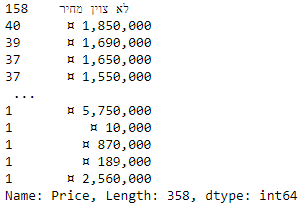 158 לא צוין מחיר
40 ¤ 1,850,000
39 ¤ 1,690,000
37 ¤ 1,650,000
37 ¤ 1,550,000
...
1 ¤ 5,750,000
1 ¤ 10,000
1 ¤ 870,000
1 ¤ 189,000
1 ¤ 2,560,000
Name: Price, Length: 358, dtype: int64